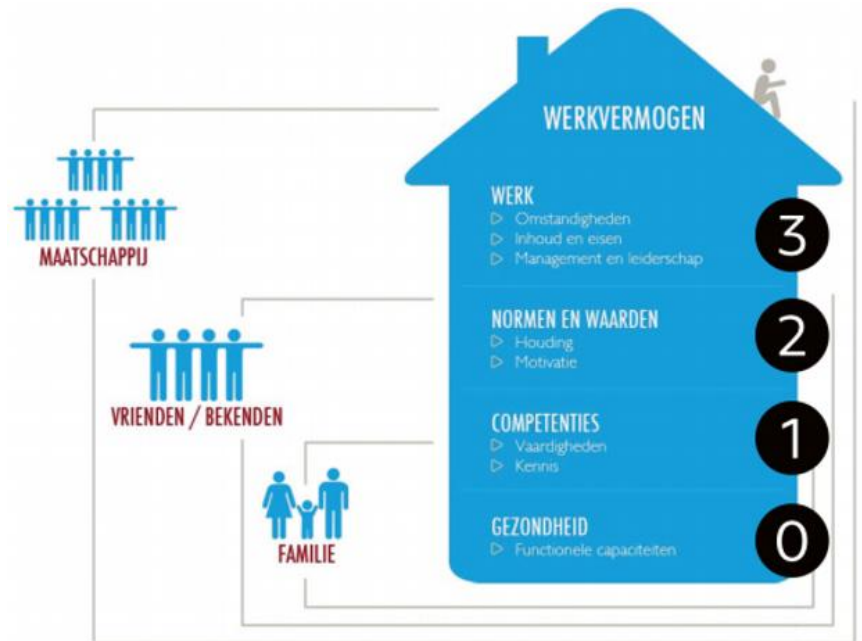 WERKVERMOGEN
WERK
Omstandigheden
Inhoud en eisen
Management en leiderschap
3
NORMEN EN WAARDEN
Houding
Motivatie
2
COMPETENTIES
Vaardigheden
Kennis
1
GEZONDHEID
Functionele capaciteiten
0
MAATSCHAPPIJ
VRIENDEN / BEKENDEN
FAMILIE